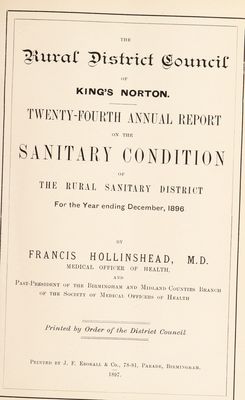 THE
Rural District Council
OF
KING'S NORTON.
TWENTY-FOURTH ANNUAL REPORT
ON THE
SANITARY CONDITION
OF
THE RURAL SANITARY DISTRICT
For the Year ending December, 1896
BY
FRANCIS HOLLINSHEAD, M.D.
MEDICAL OFFICER OF HEALTH,
AND
PAST-PRESIDENT OF THE BIRMINGHAM AND MIDLAND COUNTIES BRANCH
OF THE SOCIETY OF MEDICAL OFFICERS OF HEALTH
Printed by Order of the District Council
PRINTED BY J. F. EDSHALL & CO., 78-81, PARADE, BIRMINGHAM.
1897.